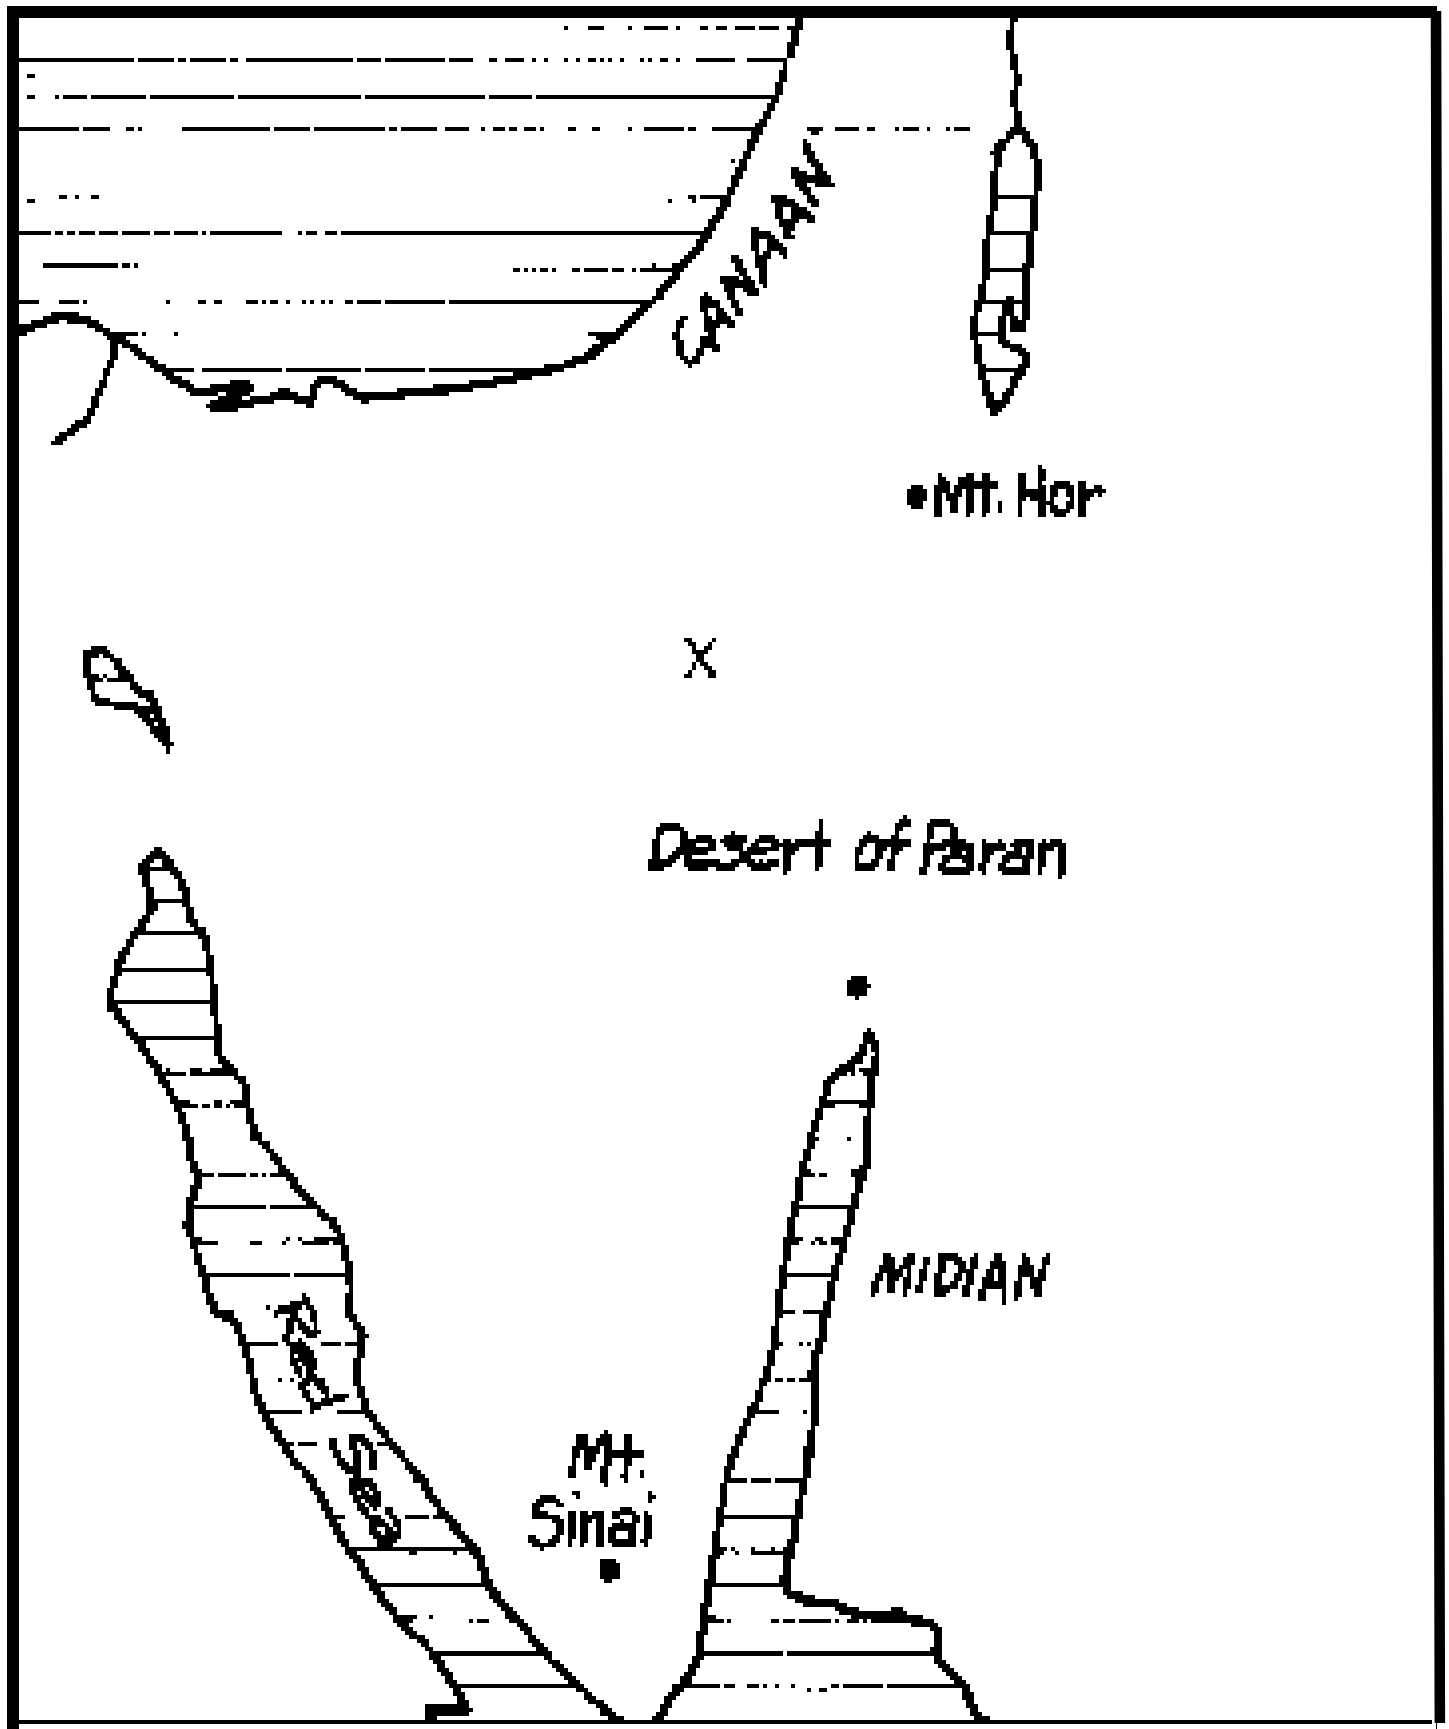 CANAAN
Mt. Hor
X
Desert of Paran
MIDIAN
Red Sea
Mt.
Sinai